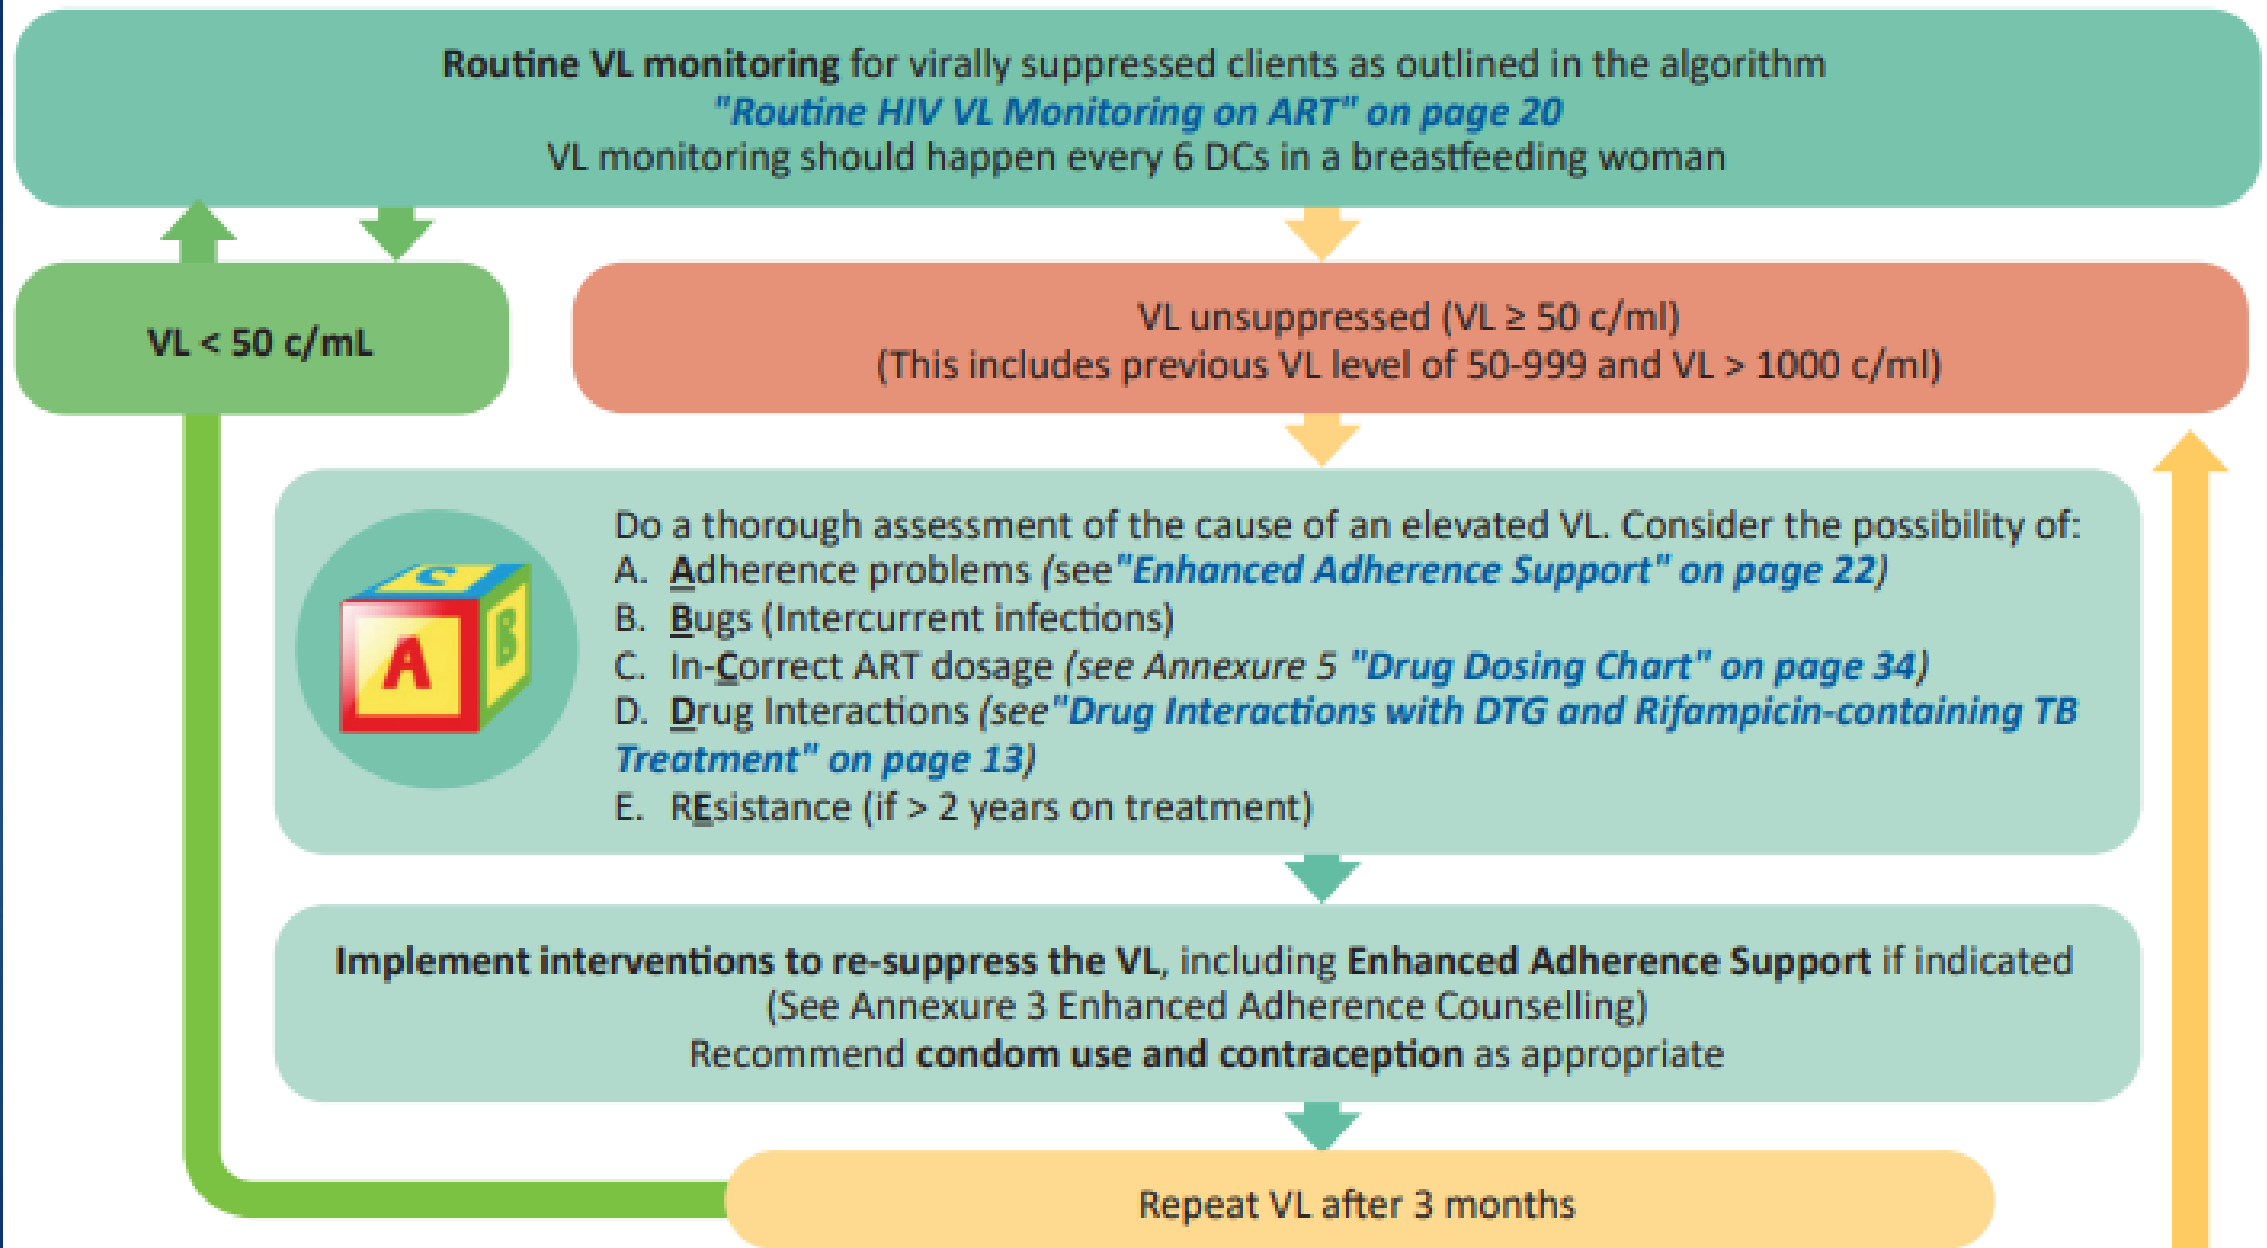 Routine VL monitoring for virally suppressed clients as outlined in the algorithm
"Routine HIV VL Monitoring on ART" on page 20
VL monitoring should happen every 6 DCs in a breastfeeding woman
VL < 50 c/mL
VL unsuppressed (VL ≥ 50 c/ml)
(This includes previous VL level of 50-999 and VL > 1000 c/ml)
C
A
B
Do a thorough assessment of the cause of an elevated VL. Consider the possibility of:
A. Adherence problems (see"Enhanced Adherence Support" on page 22)
B. Bugs (Intercurrent infections)
C. In-Correct ART dosage (see Annexure 5 "Drug Dosing Chart" on page 34)
D. Drug Interactions (see"Drug Interactions with DTG and Rifampicin-containing TB
Treatment" on page 13)
E. REsistance (if > 2 years on treatment)
Implement interventions to re-suppress the VL, including Enhanced Adherence Support if indicated
(See Annexure 3 Enhanced Adherence Counselling)
Recommend condom use and contraception as appropriate
Repeat VL after 3 months